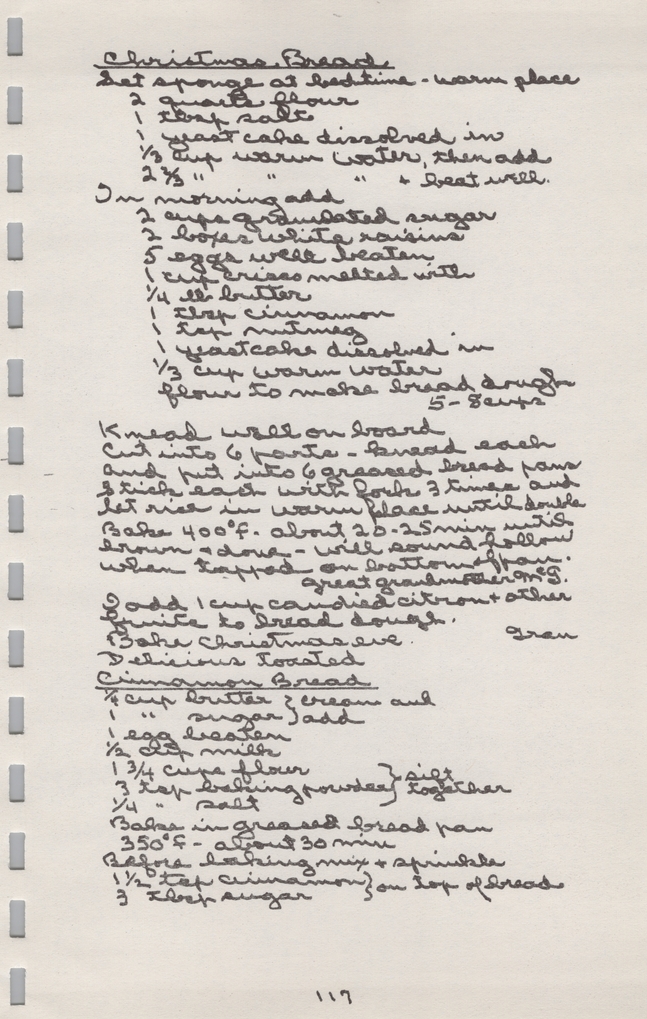 Christmas Bread
Set sponge at bedtime - warm place
2 quarts flour
1 tbsp salt
1 yeast cake dissolved in
1/3 cup warm water, then add
2 2/3 " " " + beat well.
In morning add
2 cups granulated sugar
2 boxes white raisins
5 eggs well beaten
1 cup crisco melted with
1/4 lb butter
1 tbsp cinnamon
1 tsp nutmeg
1 yeastcake dissolved in
1/3 cup warm water
flour to make bread dough
5-8 cups
Knead well on board
Cut into 6 parts - knead each
and put into 6 greased bread pans
Stick each with fork 3 times and
let rise in warm place until double
Bake 400°f. about 20-25 min until
brown + done - will sound hollow
when tapped on bottom of pan.
great grandmother McG.
I add 1 cup candied citron + other
fruits to bread dough.
Bake Christmas eve. Gran
Delicious toasted
Cinnamon Bread
1/4 cup butter } cream and
1 " sugar } add
1 egg beaten
1/2 cup milk
1 3/4 cups flour } sift
3 tsp baking powder } together
1/4 " salt
Bake in greased bread pan
350°f - about 30 min
Before baking mix + sprinkle
1 1/2 tsp cinnamon } on top of bread
3 tbsp sugar
117